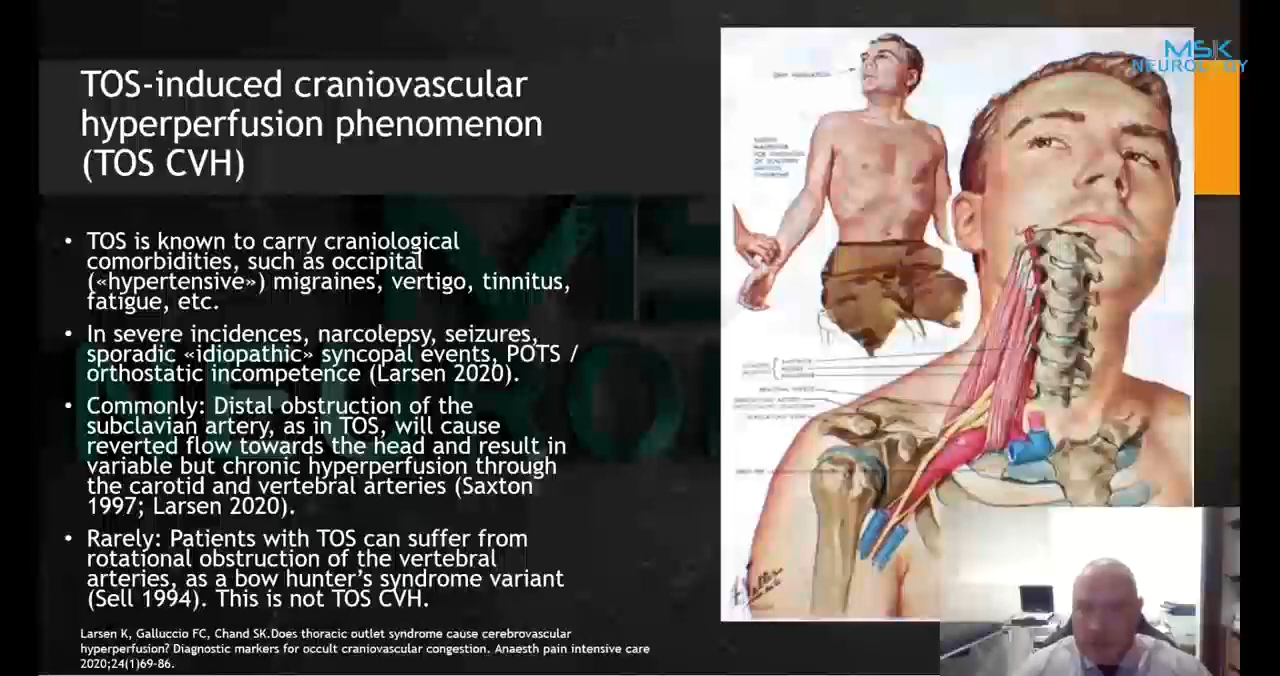 MSK
NEUROLOGY
TOS-induced craniovascular
hyperperfusion phenomenon
(TOS CVH)
• TOS is known to carry craniological
comorbidities, such as occipital
(«hypertensive») migraines, vertigo, tinnitus,
fatigue, etc.
• In severe incidences, narcolepsy, seizures,
sporadic «idiopathic» syncopal events, POTS /
orthostatic incompetence (Larsen 2020).
• Commonly: Distal obstruction of the
subclavian artery, as in TOS, will cause
reverted flow towards the head and result in
variable but chronic hyperperfusion through
the carotid and vertebral arteries (Saxton
1997; Larsen 2020).
• Rarely: Patients with TOS can suffer from
rotational obstruction of the vertebral
arteries, as a bow hunter’s syndrome variant
(Sell 1994). This is not TOS CVH.
Larsen K, Galluccio FC, Chand SK.Does thoracic outlet syndrome cause cerebrovascular
hyperperfusion? Diagnostic markers for occult craniovascular congestion. Anaesth pain intensive care
2020;24(1)69-86.